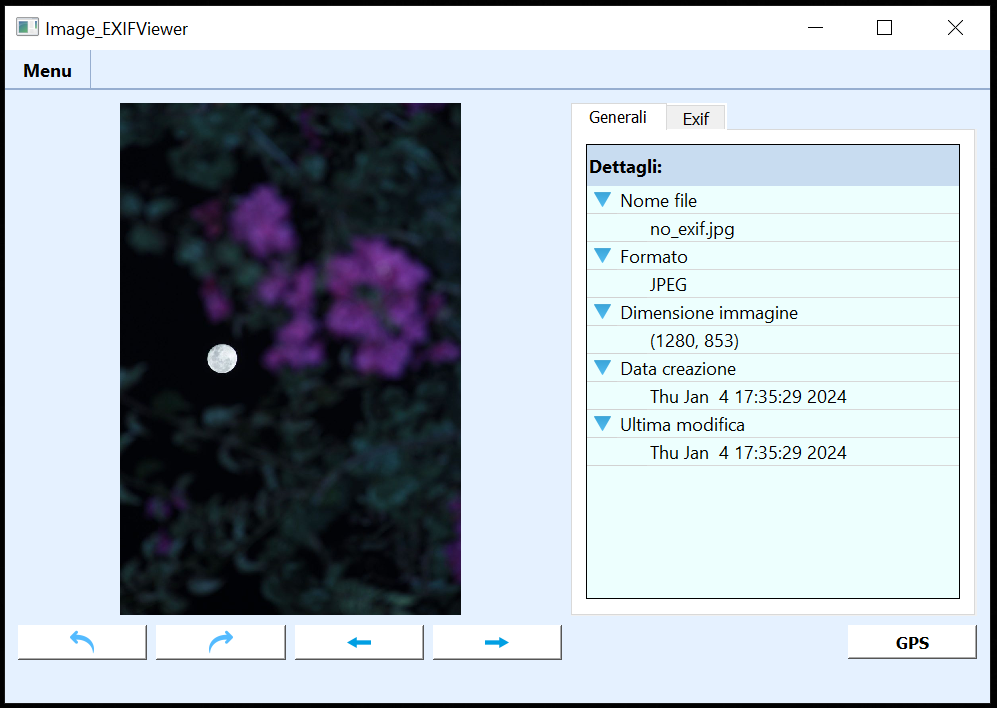 Image_EXIFViewer
Menu
Generali
Exif
Dettagli:
Nome file
no_exif.jpg
Formato
JPEG
Dimensione immagine
(1280, 853)
Data creazione
Thu Jan  4 17:35:29 2024
Ultima modifica
Thu Jan  4 17:35:29 2024
GPS